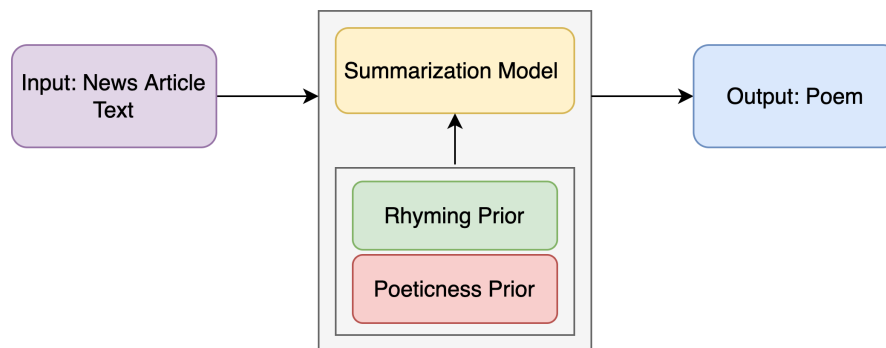 Input: News Article
Text
Summarization Model
Rhyming Prior
Poeticness Prior
Output: Poem